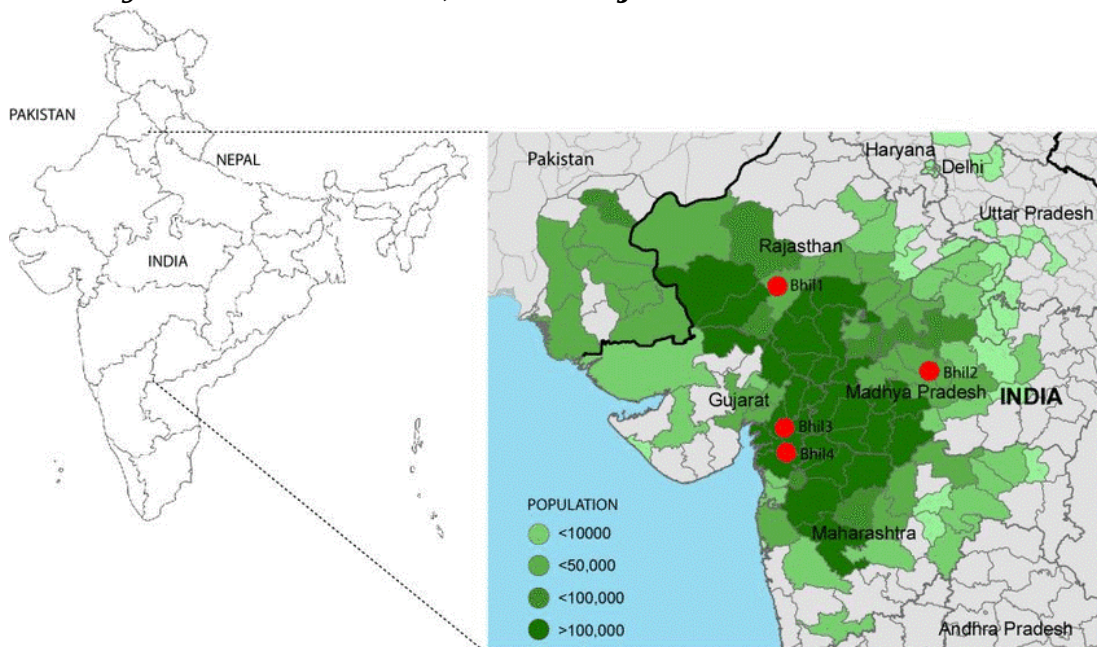 PAKISTAN
NEPAL
INDIA
Pakistan
Haryana
Delhi
Uttar Pradesh
Rajasthan
Bhil1
Bhil2
Madhya Pradesh
INDIA
Gujarat
Bhil3
Bhil4
Maharashtra
Andhra Pradesh
POPULATION
<10000
<50,000
<100,000
>100,000